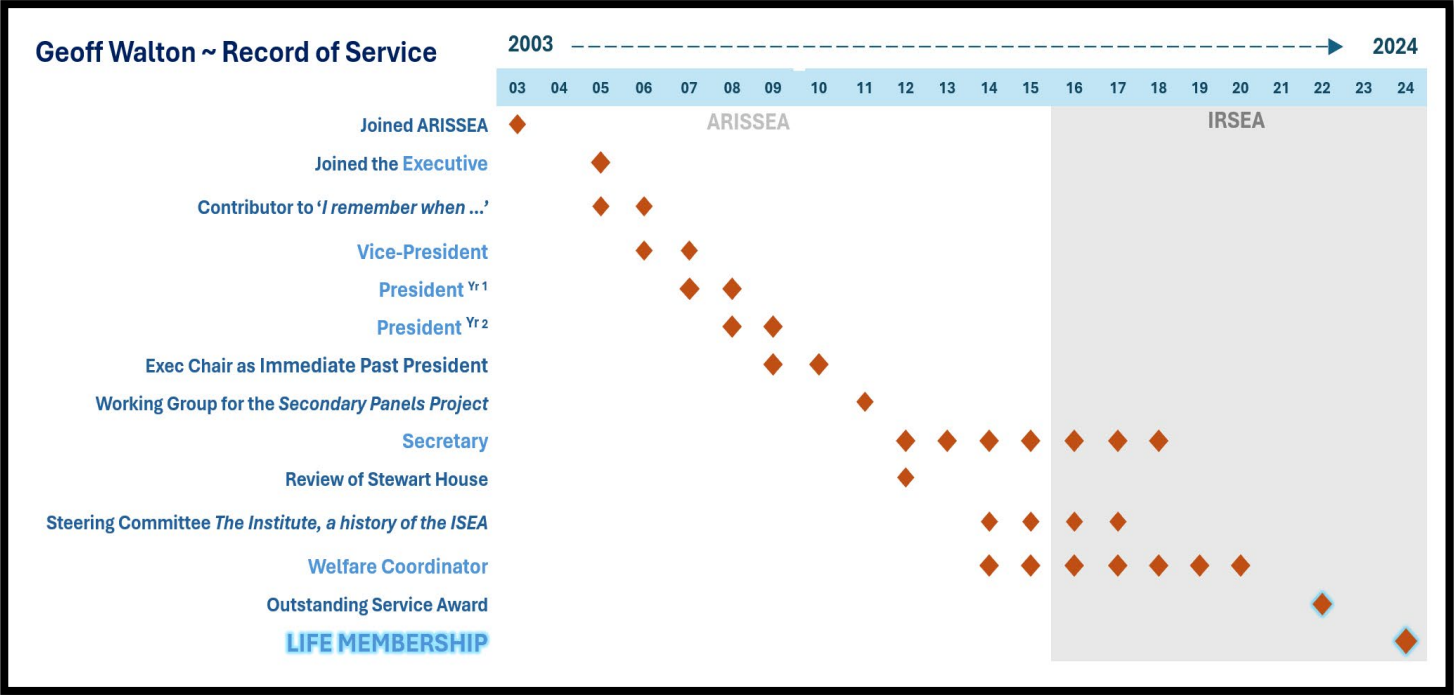 Geoff Walton ~ Record of Service
2003 2024
03 04 05 06 07 08 09 10 11 12 13 14 15 16 17 18 19 20 21 22 23 24
ARISSEA IRSEA
Joined ARISSEA
Joined the Executive
Contributor to ‘I remember when ...’
Vice-President
President Yr 1
President Yr 2
Exec Chair as Immediate Past President
Working Group for the Secondary Panels Project
Secretary
Review of Stewart House
Steering Committee The Institute, a history of the ISEA
Welfare Coordinator
Outstanding Service Award
LIFE MEMBERSHIP